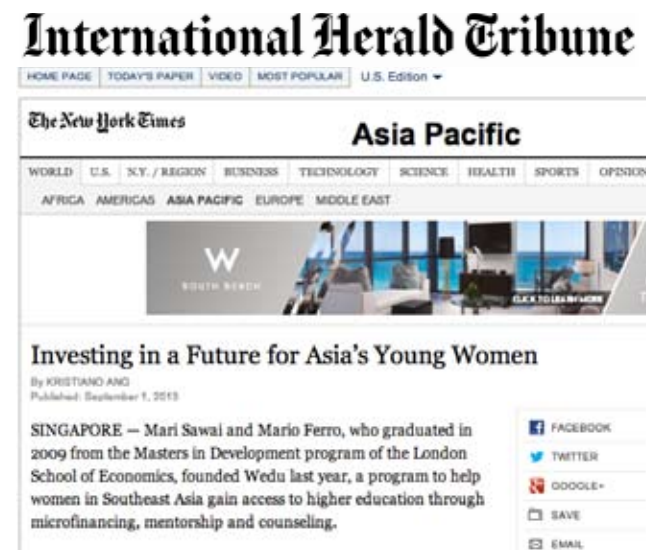 International Herald Tribune
HOME PAGE TODAY'S PAPER VIDEO MOST POPULAR U.S. Edition
The New York Times
Asia Pacific
WORLD U.S. N.Y. / REGION BUSINESS TECHNOLOGY SCIENCE HEALTH SPORTS OPINION
AFRICA AMERICAS ASIA PACIFIC EUROPE MIDDLE EAST
W
SOUTH BEACH
CLICK TO LEARN MORE
Investing in a Future for Asia's Young Women
By KRISTIANO ANG
Published: September 1, 2013
SINGAPORE — Mari Sawai and Mario Ferro, who graduated in
2009 from the Masters in Development program of the London
School of Economics, founded Wedu last year, a program to help
women in Southeast Asia gain access to higher education through
microfinancing, mentorship and counseling.
FACEBOOK
TWITTER
GOOGLE+
SAVE
EMAIL